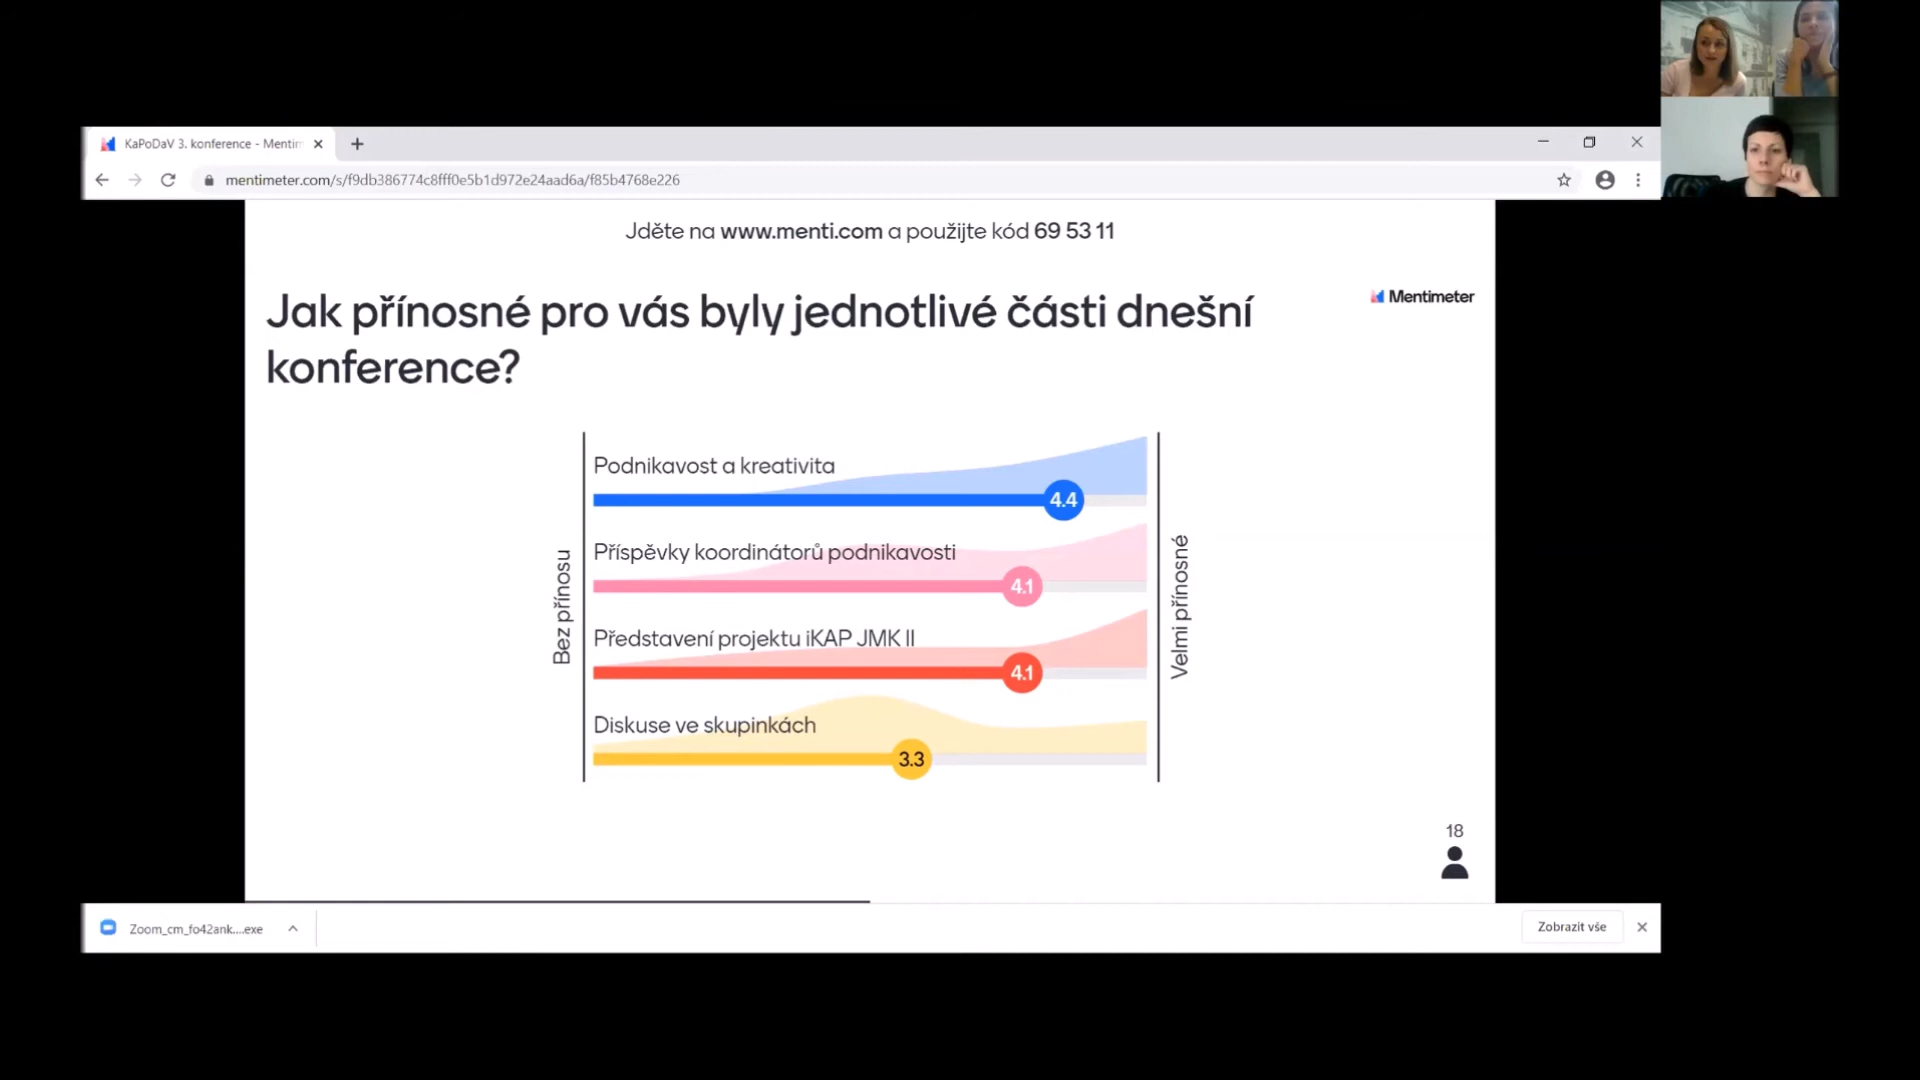 KaPoDaV 3. konference - Mentim
mentimeter.com/s/f9db386774c8fff0e5b1d972e24aad6a/f85b4768e226
Jděte na www.menti.com a použijte kód 69 53 11
Jak přínosné pro vás byly jednotlivé části dnešní
konference?
Mentimeter
Bez přínosu
Podnikavost a kreativita
4.4
Příspěvky koordinátorů podnikavosti
4.1
Představení projektu iKAP JMK II
4.1
Diskuse ve skupinkách
3.3
Velmi přínosné
18
Zoom_cm_fo42ank....exe
Zobrazit vše